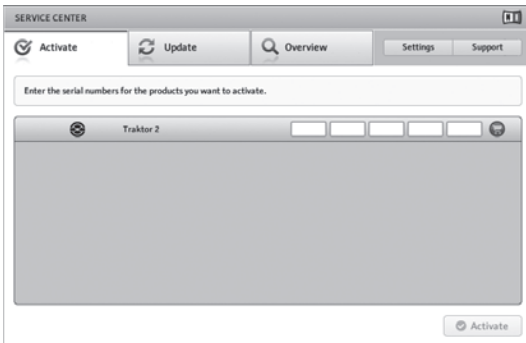 SERVICE CENTER
Activate Update Overview Settings Support
Enter the serial numbers for the products you want to activate.
Traktor 2
Activate